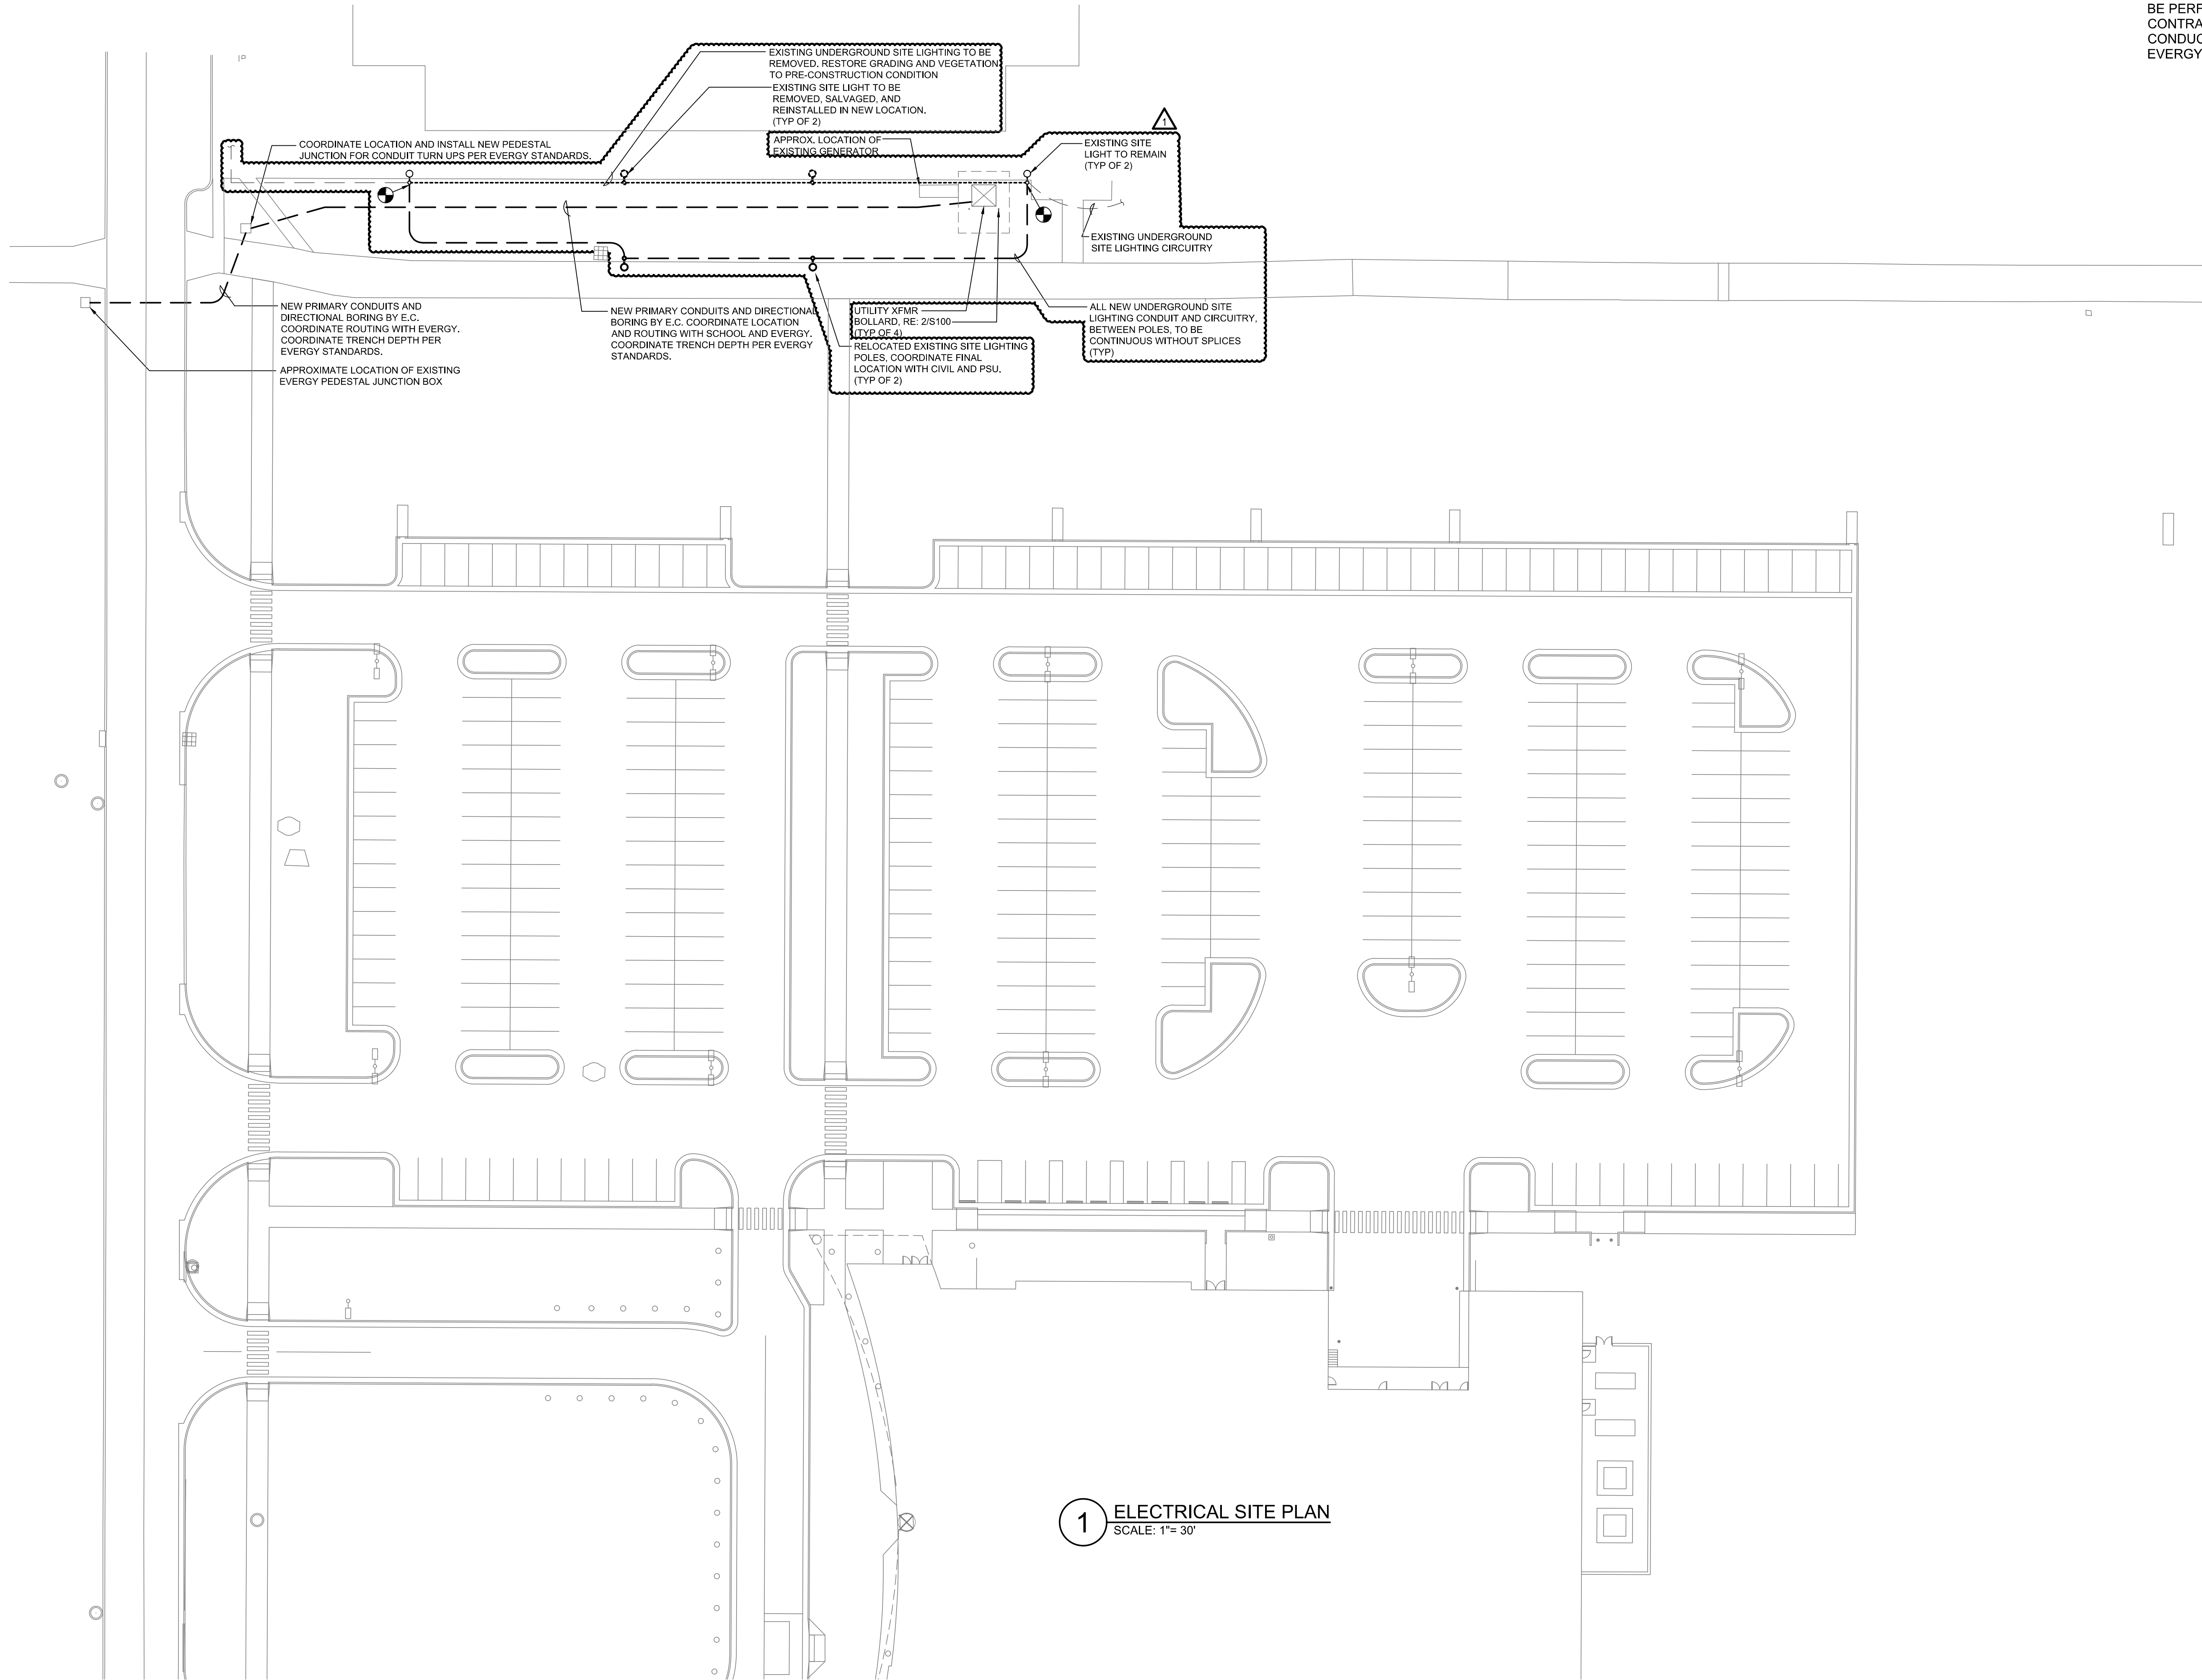 BE PERF
CONTRA
CONDUC
EVERGY
EXISTING UNDERGROUND SITE LIGHTING TO BE
REMOVED. RESTORE GRADING AND VEGETATION
TO PRE-CONSTRUCTION CONDITION
EXISTING SITE LIGHT TO BE
REMOVED, SALVAGED, AND
REINSTALLED IN NEW LOCATION.
(TYP OF 2)
1
COORDINATE LOCATION AND INSTALL NEW PEDESTAL
JUNCTION FOR CONDUIT TURN UPS PER EVERGY STANDARDS.
APPROX. LOCATION OF
EXISTING GENERATOR
EXISTING SITE
LIGHT TO REMAIN
(TYP OF 2)
EXISTING UNDERGROUND
SITE LIGHTING CIRCUITRY
NEW PRIMARY CONDUITS AND
DIRECTIONAL BORING BY E.C.
COORDINATE ROUTING WITH EVERGY.
COORDINATE TRENCH DEPTH PER
EVERGY STANDARDS.
APPROXIMATE LOCATION OF EXISTING
EVERGY PEDESTAL JUNCTION BOX
NEW PRIMARY CONDUITS AND DIRECTIONAL
BORING BY E.C. COORDINATE LOCATION
AND ROUTING WITH SCHOOL AND EVERGY.
COORDINATE TRENCH DEPTH PER EVERGY
STANDARDS.
UTILITY XFMR
BOLLARD, RE: 2/S100
(TYP OF 4)
RELOCATED EXISTING SITE LIGHTING
POLES, COORDINATE FINAL
LOCATION WITH CIVIL AND PSU.
(TYP OF 2)
ALL NEW UNDERGROUND SITE
LIGHTING CONDUIT AND CIRCUITRY,
BETWEEN POLES, TO BE
CONTINUOUS WITHOUT SPLICES
(TYP)
1
ELECTRICAL SITE PLAN
SCALE: 1"= 30'